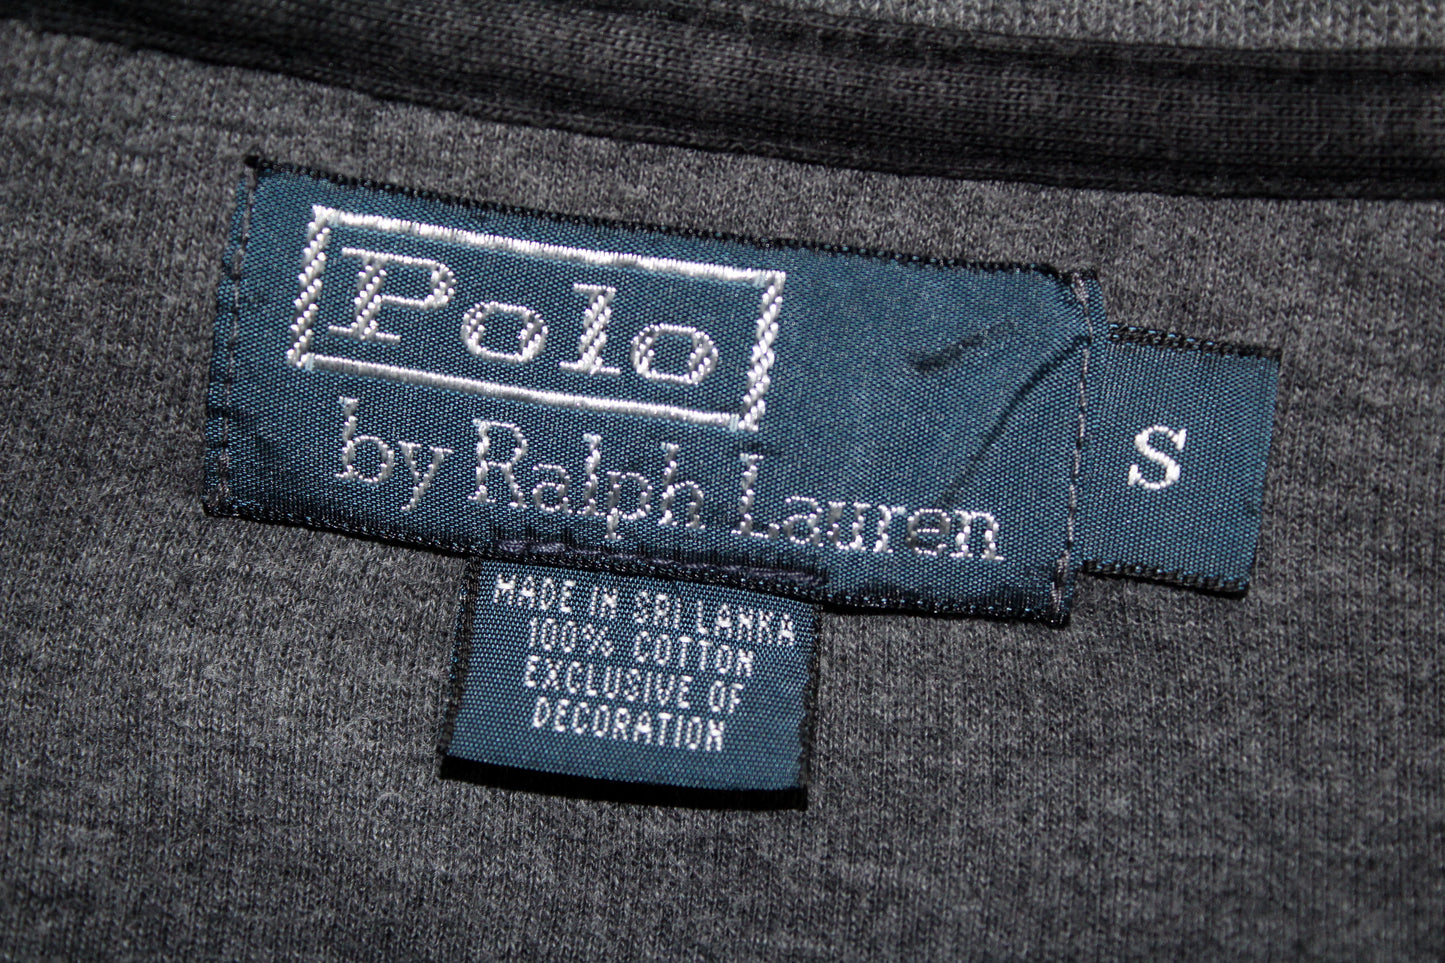 Polo
by Ralph Lauren
S
MADE IN SRI LANKA
100% COTTON
EXCLUSIVE OF
DECORATION